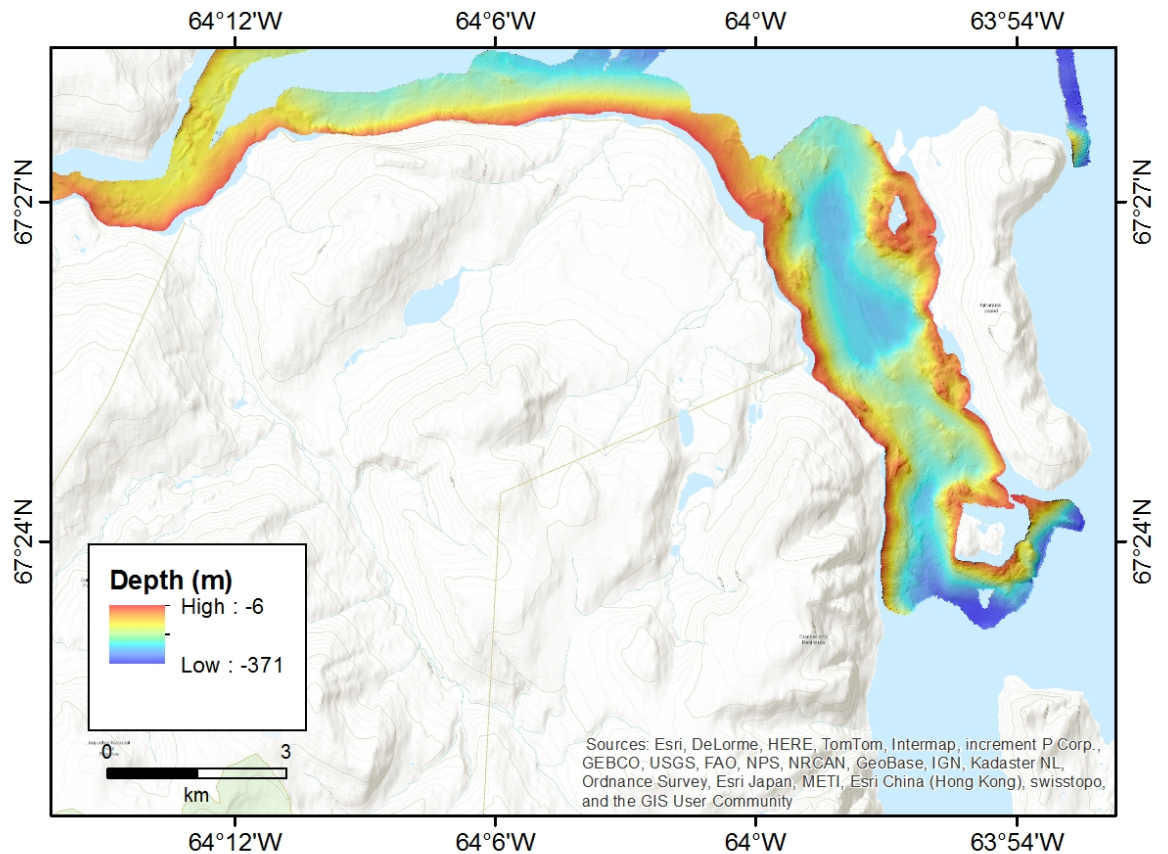 64°12'W 64°6'W 64°W 63°54'W
67°27'N 67°27'N
67°24'N 67°24'N
Depth (m)
High : -6
Low : -371
0 3
km
Sources: Esri, DeLorme, HERE, TomTom, Intermap, increment P Corp.,
GEBCO, USGS, FAO, NPS, NRCAN, GeoBase, IGN, Kadaster NL,
Ordnance Survey, Esri Japan, METI, Esri China (Hong Kong), swisstopo,
and the GIS User Community
64°12'W 64°6'W 64°W 63°54'W